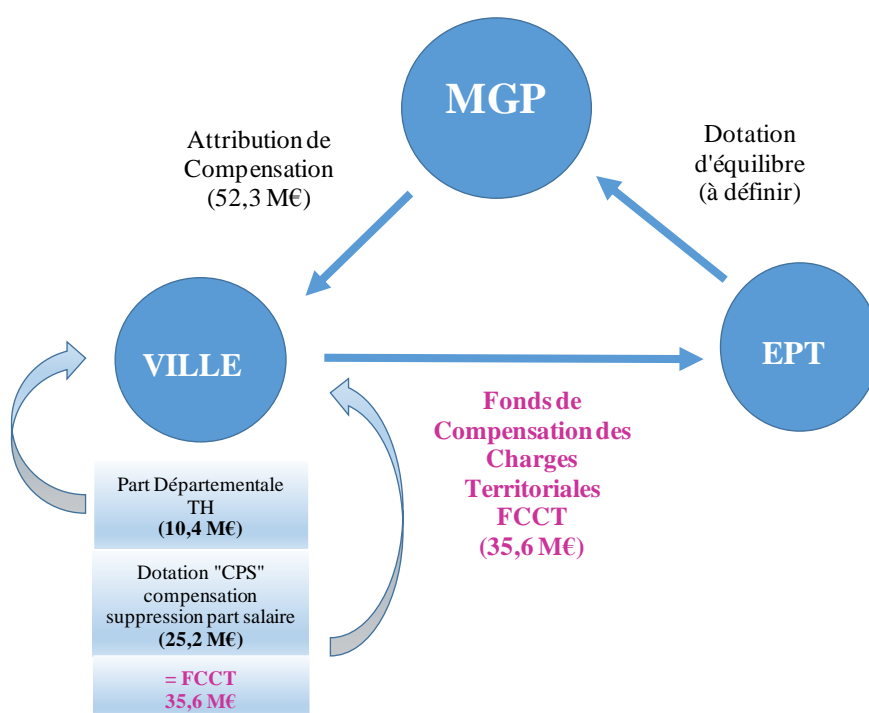 MGP
Attribution de
Compensation
(52,3 M€)
Dotation
d'équilibre
(à définir)
VILLE
EPT
Fonds de
Compensation des
Charges
Territoriales
FCCT
(35,6 M€)
Part Départementale
TH
(10,4 M€)
Dotation "CPS"
compensation
suppression part salaire
(25,2 M€)
= FCCT
35,6 M€